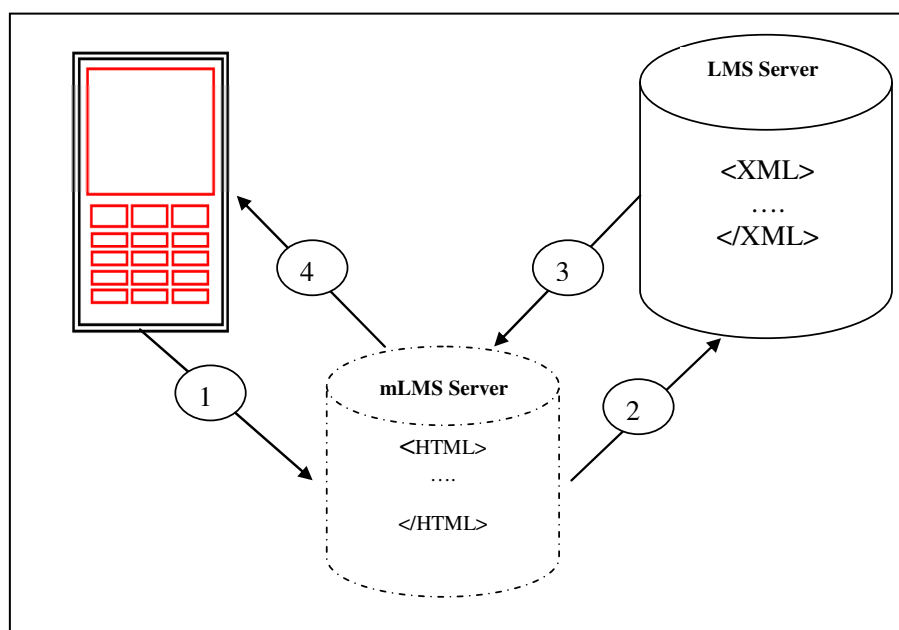 LMS Server
<XML>
….
</XML>
4
3
1
2
mLMS Server
<HTML>
….
</HTML>